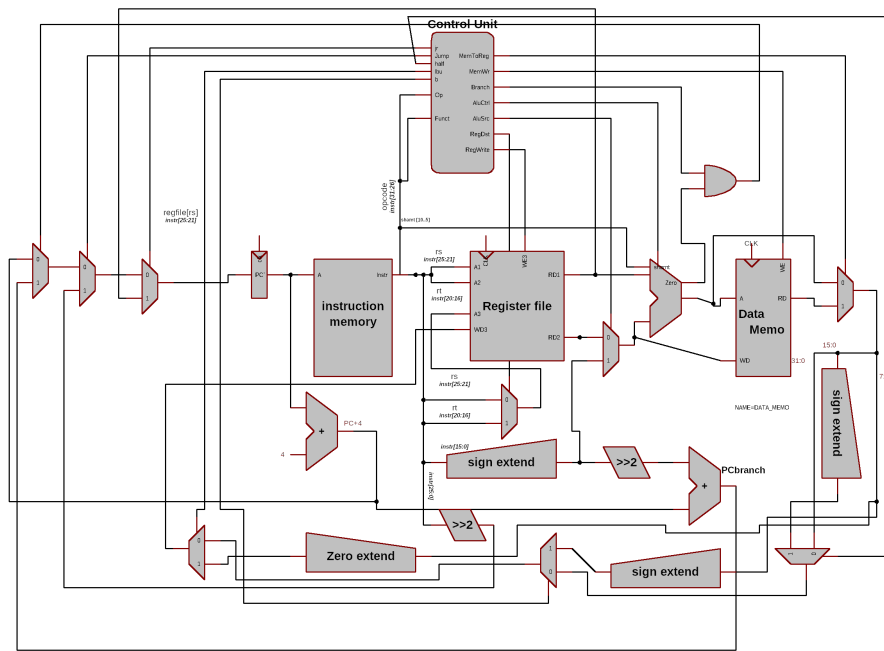 Control Unit
jr
Jump
half
lbu
b
Op
Funct
MemToReg
MemWr
Branch
AluCtrl
AluSrc
RegDst
RegWrite
opcode
instr[31:26]
shamt [10..5]
regfile[rs]
instr[25:21]
0
1
0
1
0
1
PC'
A
Instr
instruction
memory
rs
instr[25:21]
rt
instr[20:16]
CLK
WE3
A1
A2
A3
WD3
RD1
RD2
Register file
0
1
shamt
Zero
CLK
WE
A
RD
WD
Data
Memo
31:0
NAME=DATA_MEMO
0
1
15:0
7:
sign extend
rs
instr[25:21]
rt
instr[20:16]
0
1
+
4
PC+4
instr[15:0]
sign extend
>>2
+
PCbranch
instr[25:0]
>>2
0
1
Zero extend
1
0
sign extend
1
0